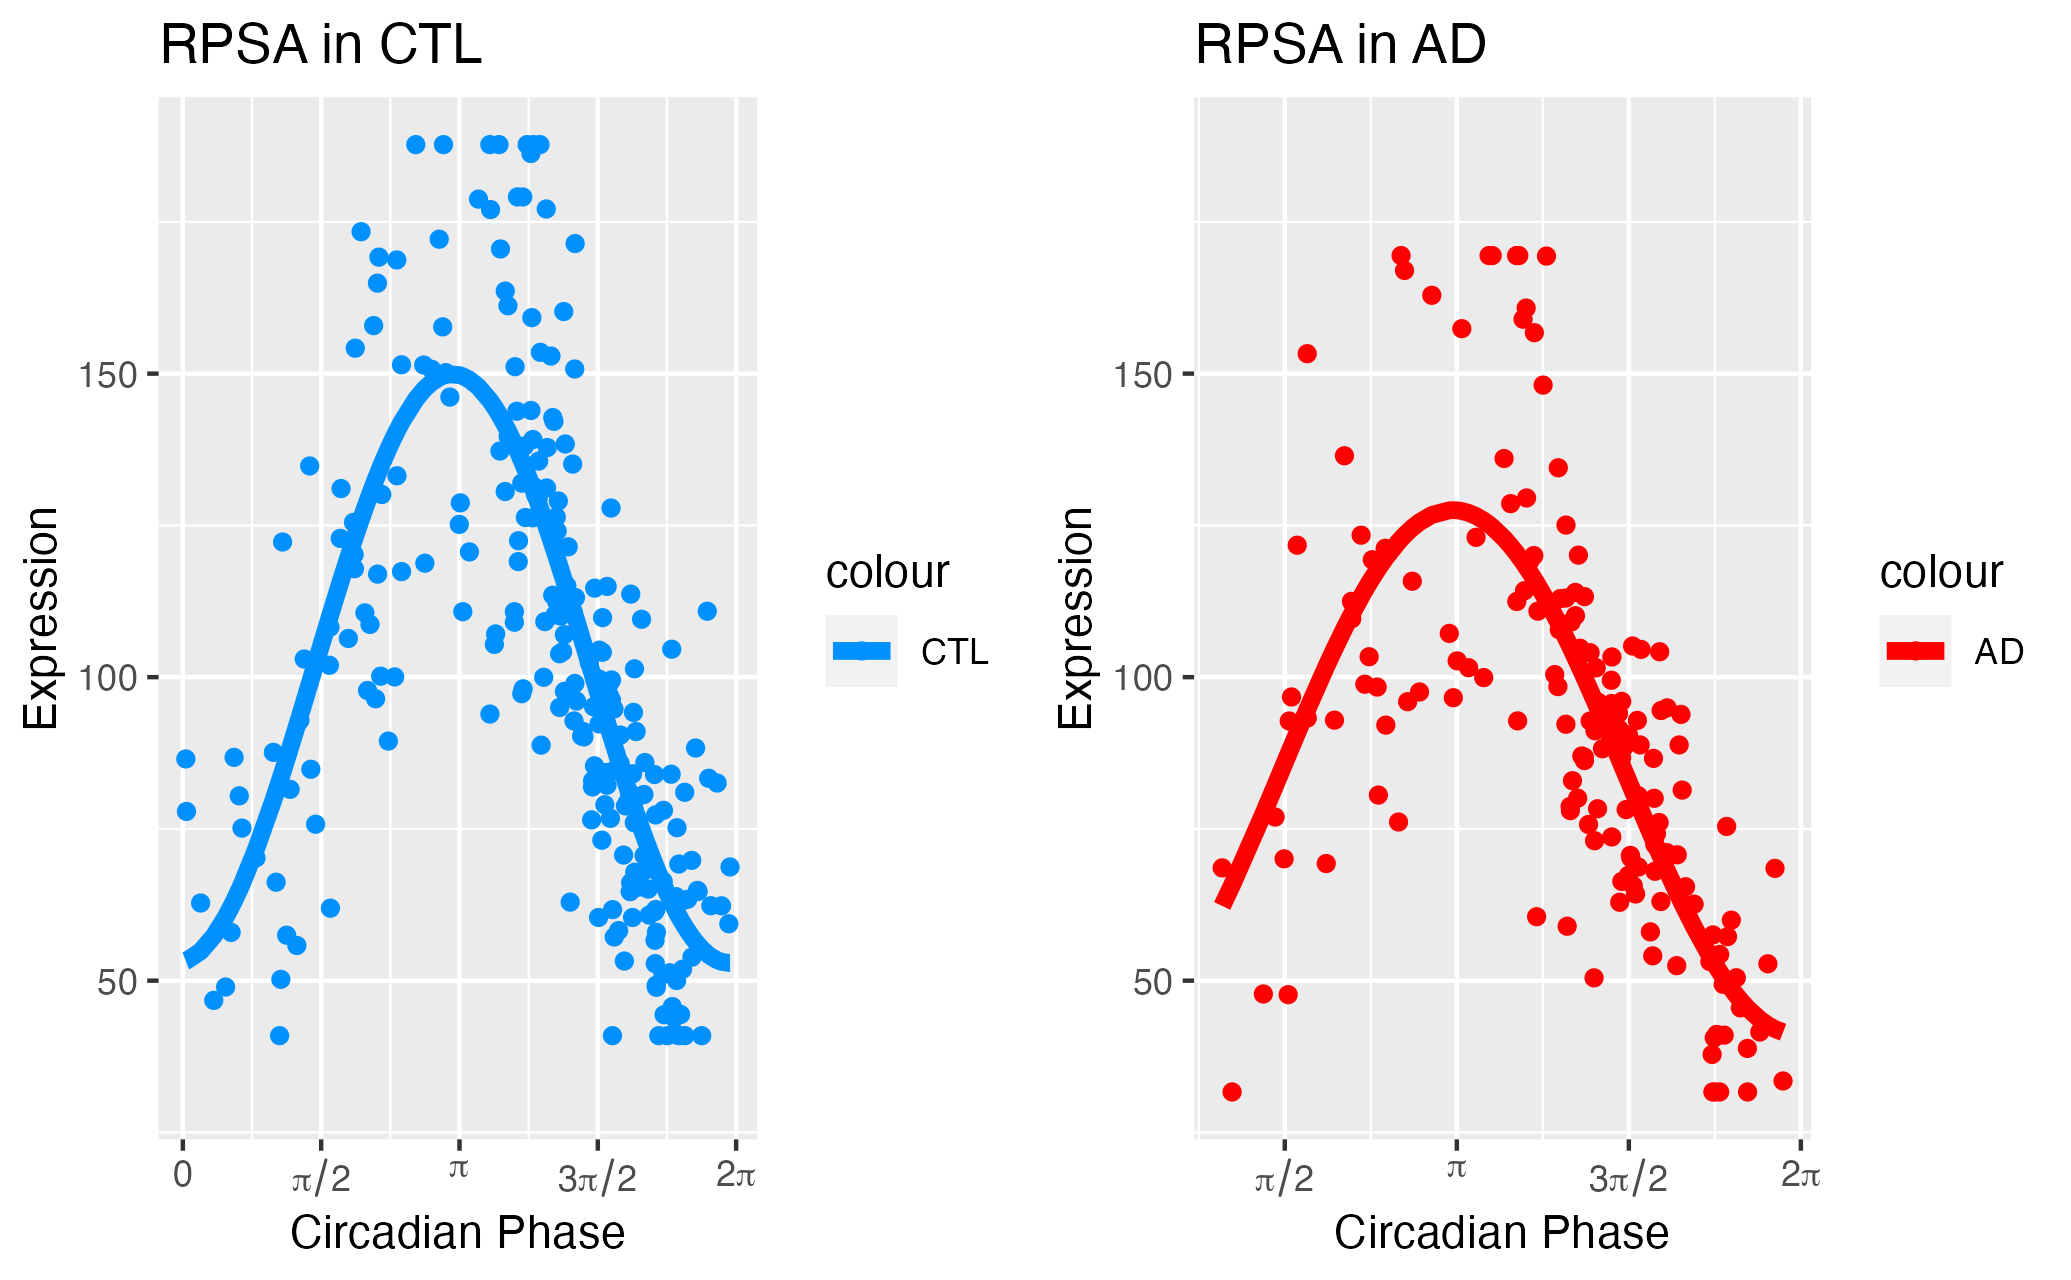 RPSA in CTL
Expression
150
100
50
0
π/2
π
3π/2
2π
Circadian Phase
colour
CTL
RPSA in AD
Expression
150
100
50
π/2
π
3π/2
2π
Circadian Phase
colour
AD